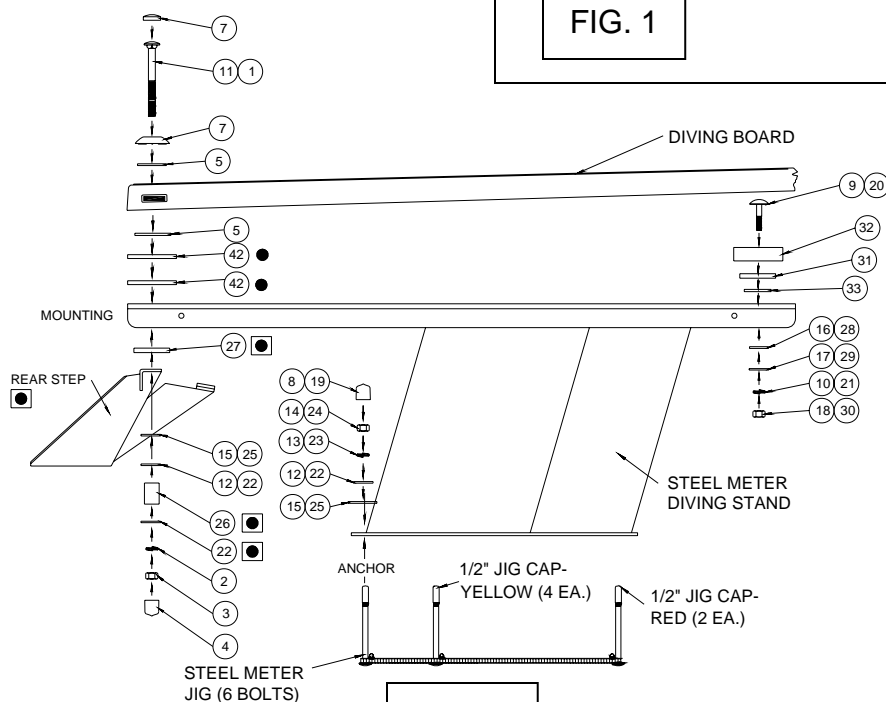 FIG. 1
7
11 1
7
5
DIVING BOARD
9 20
5
32
42
31
42
33
MOUNTING
16 28
27
17 29
REAR STEP
8 19
10 21
14 24
18 30
13 23
15 25
12 22
12 22
STEEL METER
DIVING STAND
15 25
26
22
2
ANCHOR
1/2" JIG CAP-
YELLOW (4 EA.)
3
1/2" JIG CAP-
RED (2 EA.)
4
STEEL METER
JIG (6 BOLTS)